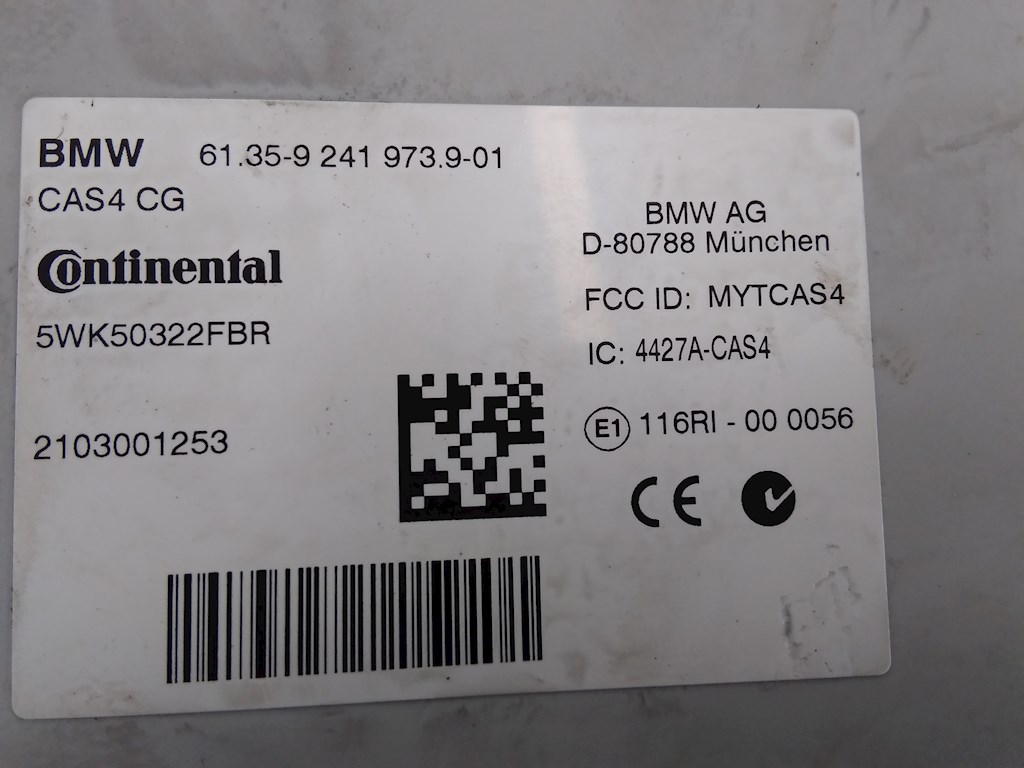 BMW 61.35-9 241 973.9-01
CAS4 CG
Continental
5WK50322FBR
2103001253
BMW AG
D-80788 München
FCC ID: MYTCAS4
IC: 4427A-CAS4
E1 116RI - 00 0056
CE